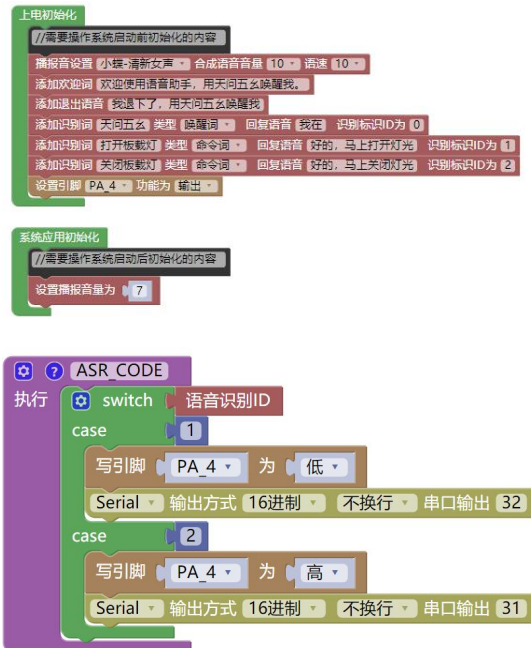 上电初始化
//需要操作系统启动前初始化的内容
播报音设置 小蝶-清新女声 合成语音音量 10 语速 10
添加欢迎词 欢迎使用语音助手，用天问五幺唤醒我。
添加退出语音 我退下了，用天问五幺唤醒我
添加识别词 天问五幺 类型 唤醒词 回复语音 我在 识别标识ID为 0
添加识别词 打开板载灯 类型 命令词 回复语音 好的，马上打开灯光 识别标识ID为 1
添加识别词 关闭板载灯 类型 命令词 回复语音 好的，马上关闭灯光 识别标识ID为 2
设置引脚 PA_4 功能为 输出
系统应用初始化
//需要操作系统启动后初始化的内容
设置播报音量为 7
? ASR_CODE
执行 switch 语音识别ID
case 1
写引脚 PA_4 为 低
Serial 输出方式 16进制 不换行 串口输出 32
case 2
写引脚 PA_4 为 高
Serial 输出方式 16进制 不换行 串口输出 31